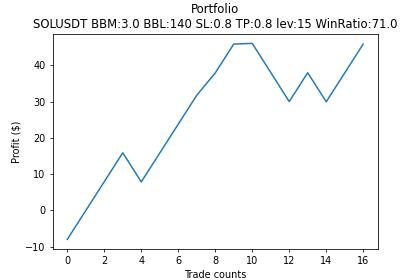 Portfolio
SOLUSDT BBM:3.0 BBL:140 SL:0.8 TP:0.8 lev:15 WinRatio:71.0
Profit ($)
40
30
20
10
0
−10
0 2 4 6 8 10 12 14 16
Trade counts